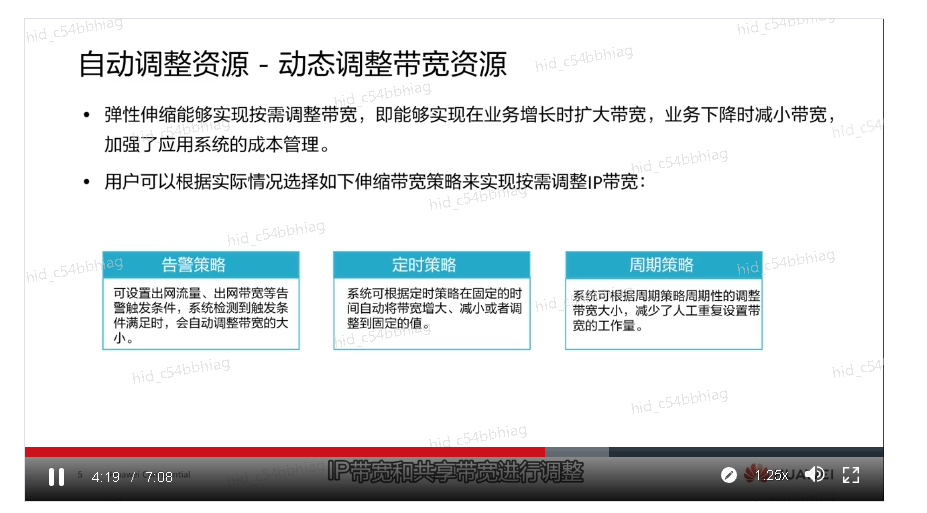 自动调整资源 - 动态调整带宽资源
• 弹性伸缩能够实现按需调整带宽，即能够实现在业务增长时扩大带宽，业务下降时减小带宽，
加强了应用系统的成本管理。
• 用户可以根据实际情况选择如下伸缩带宽策略来实现按需调整IP带宽：
告警策略
可设置出网流量、出网带宽等告
警触发条件，系统检测到触发条
件满足时，会自动调整带宽的大
小。
定时策略
系统可根据定时策略在固定的时
间自动将带宽增大、减小或者调
整到固定的值。
周期策略
系统可根据周期策略周期性的调整
带宽大小，减少了人工重复设置带
宽的工作量。
hid_c54bbhiag
hid_c54bbhiag
hid_c54bbhiag
hid_c54bbhiag
hid_c54bbhiag
hid_c54bbhiag
hid_c54bbhiag
hid_c54bbhiag
hid_c54bbhiag
hid_c54bbhiag
hid_c54bbhiag
hid_c54bbhiag
hid_c54bbhiag
hid_c54bbhiag
IP带宽和共享带宽进行调整
4:19 / 7:08
1.25x